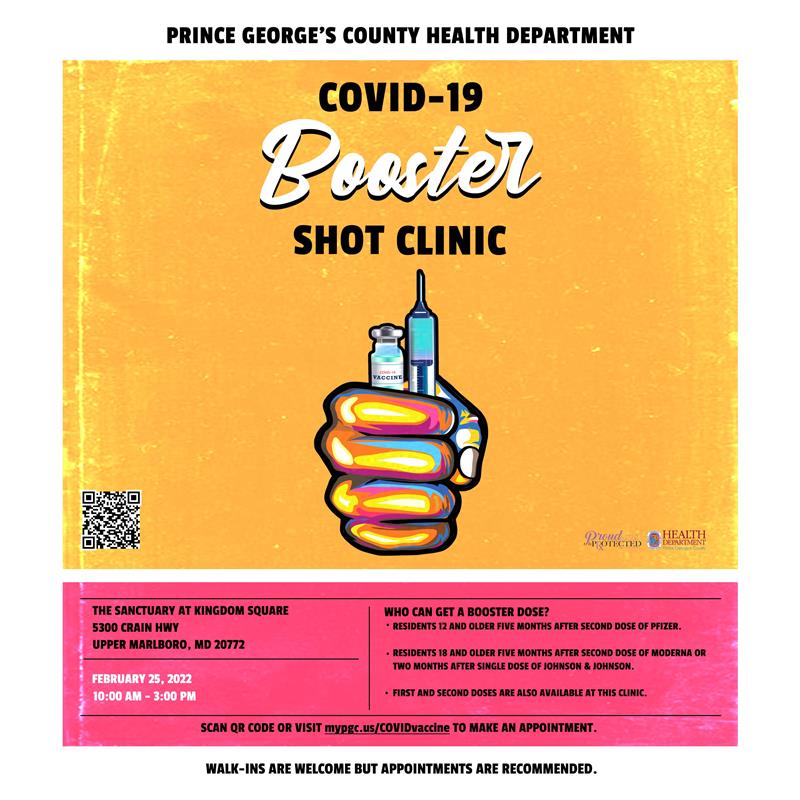 PRINCE GEORGE'S COUNTY HEALTH DEPARTMENT
COVID-19
Booster
SHOT CLINIC
COVID-19
VACCINE
Proud
PROTECTED
HEALTH
DEPARTMENT
THE SANCTUARY AT KINGDOM SQUARE
5300 CRAIN HWY
UPPER MARLBORO, MD 20772
FEBRUARY 25, 2022
10:00 AM - 3:00 PM
WHO CAN GET A BOOSTER DOSE?
• RESIDENTS 12 AND OLDER FIVE MONTHS AFTER SECOND DOSE OF PFIZER.
• RESIDENTS 18 AND OLDER FIVE MONTHS AFTER SECOND DOSE OF MODERNA OR
TWO MONTHS AFTER SINGLE DOSE OF JOHNSON & JOHNSON.
• FIRST AND SECOND DOSES ARE ALSO AVAILABLE AT THIS CLINIC.
SCAN QR CODE OR VISIT mypgc.us/COVIDvaccine TO MAKE AN APPOINTMENT.
WALK-INS ARE WELCOME BUT APPOINTMENTS ARE RECOMMENDED.